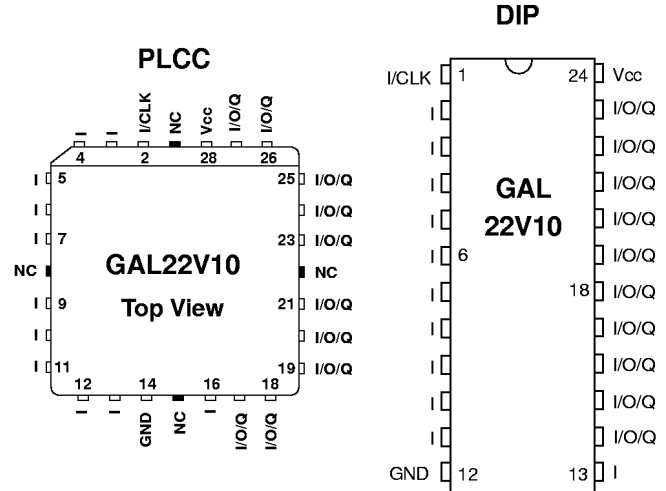 DIP
PLCC
I/CLK 1 24 Vcc
I I I/CLK NC Vcc I/O/Q I/O/Q
4 2 28 26
I 5 25 I/O/Q
I I/O/Q
I 7 23 I/O/Q
NC NC
I 9 21 I/O/Q
I I/O/Q
I 11 19 I/O/Q
GAL22V10
Top View
12 14 16 18
I I GND NC I I/O/Q I/O/Q
I I/O/Q
I I/O/Q
I I/O/Q
I I/O/Q
I 6 I/O/Q
I 18 I/O/Q
I I/O/Q
I I/O/Q
I I/O/Q
I I/O/Q
GND 12 13 I
GAL
22V10